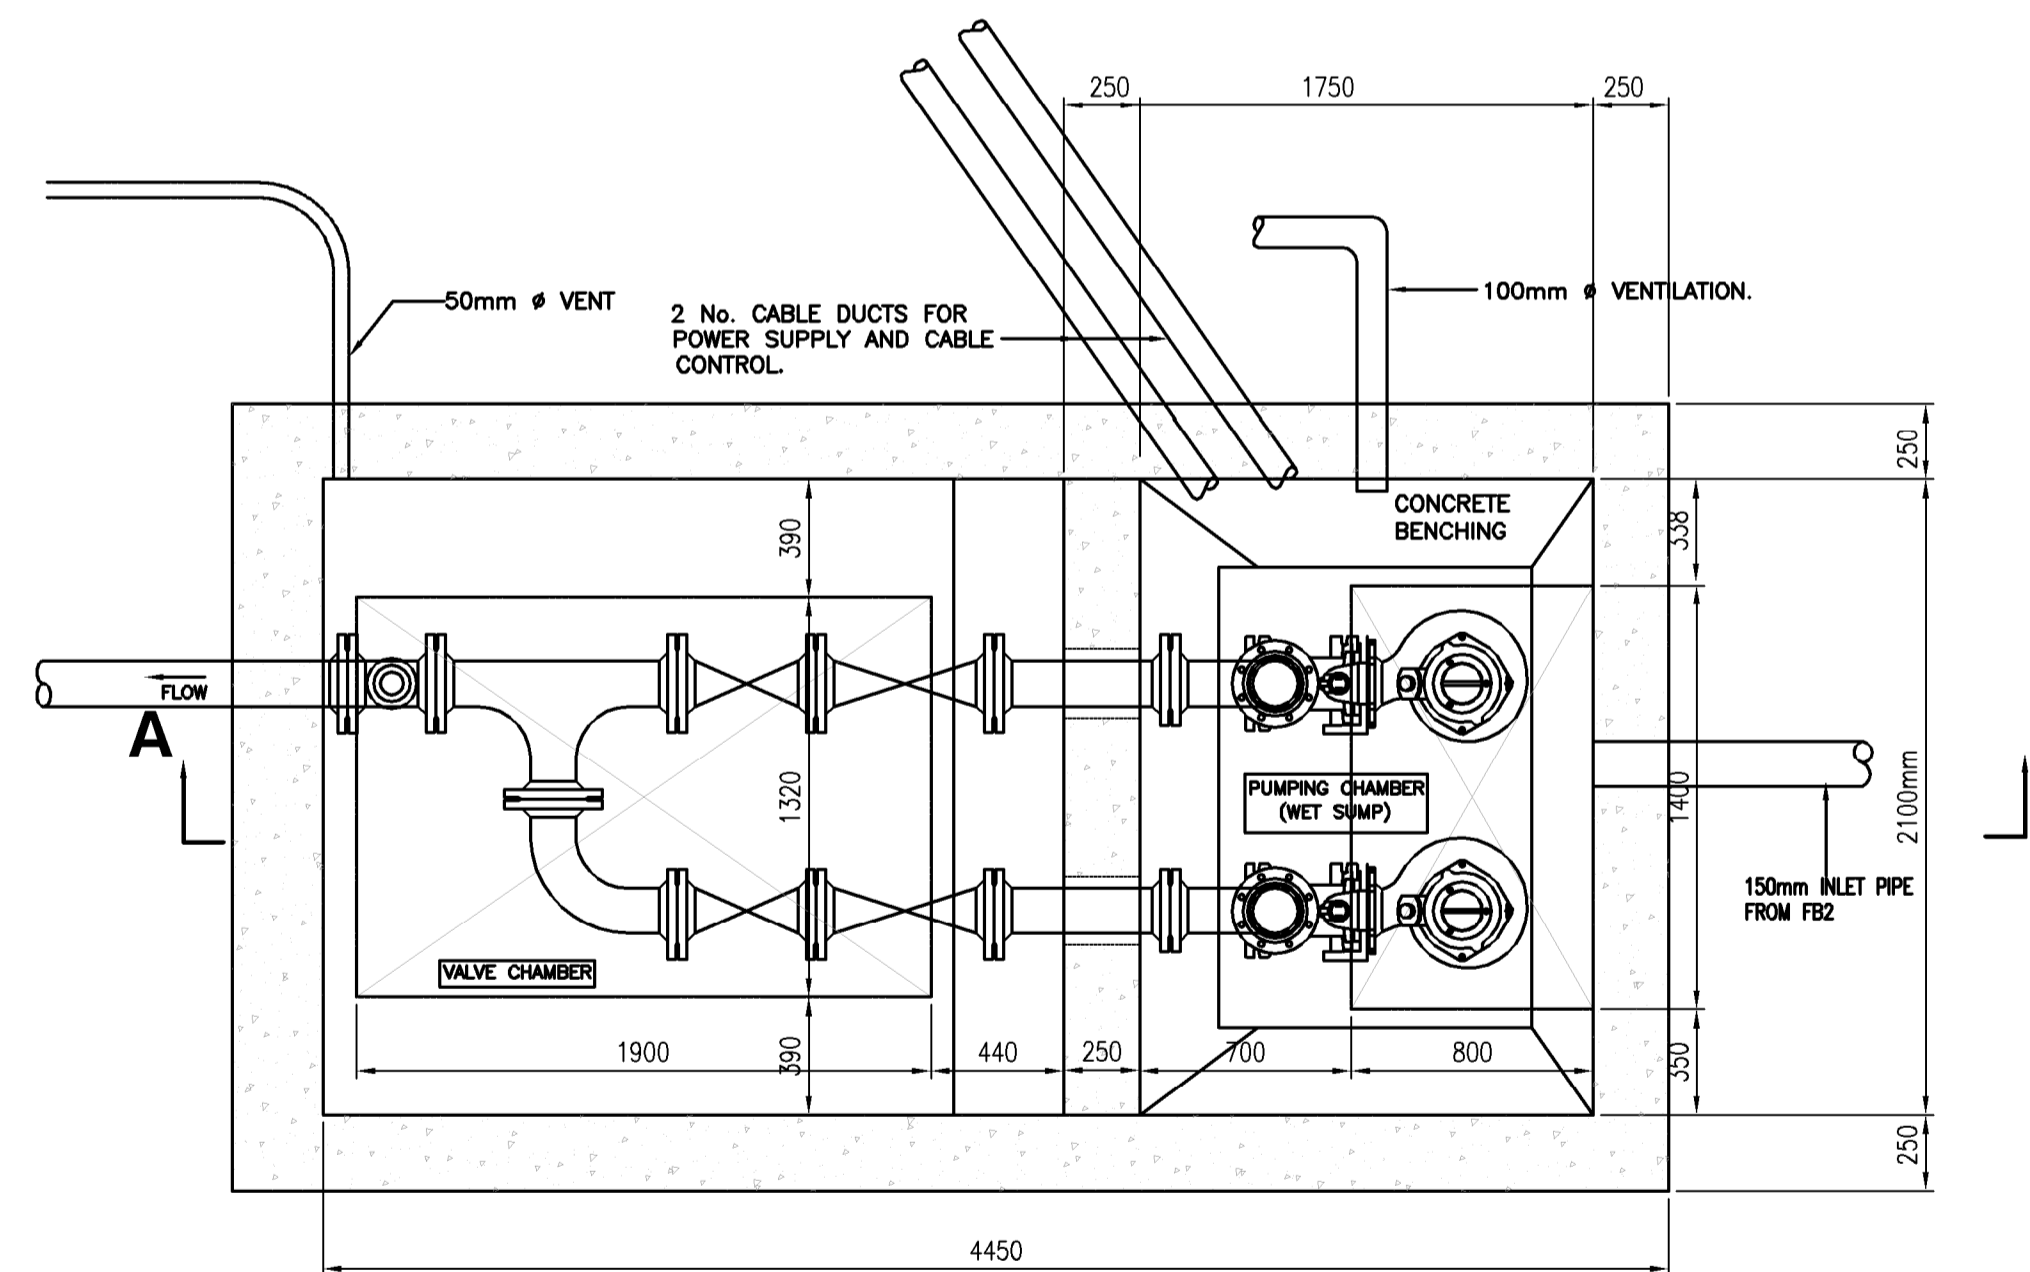 250
1750
250
50mm ø VENT
2 No. CABLE DUCTS FOR
POWER SUPPLY AND CABLE
CONTROL.
100mm ø VENTILATION.
250
390
CONCRETE
BENCHING
338
FLOW
A
1320
PUMPING CHAMBER
(WET SUMP)
1400
2100mm
150mm INLET PIPE
FROM FB2
VALVE CHAMBER
1900
390
440
250
700
800
350
250
4450